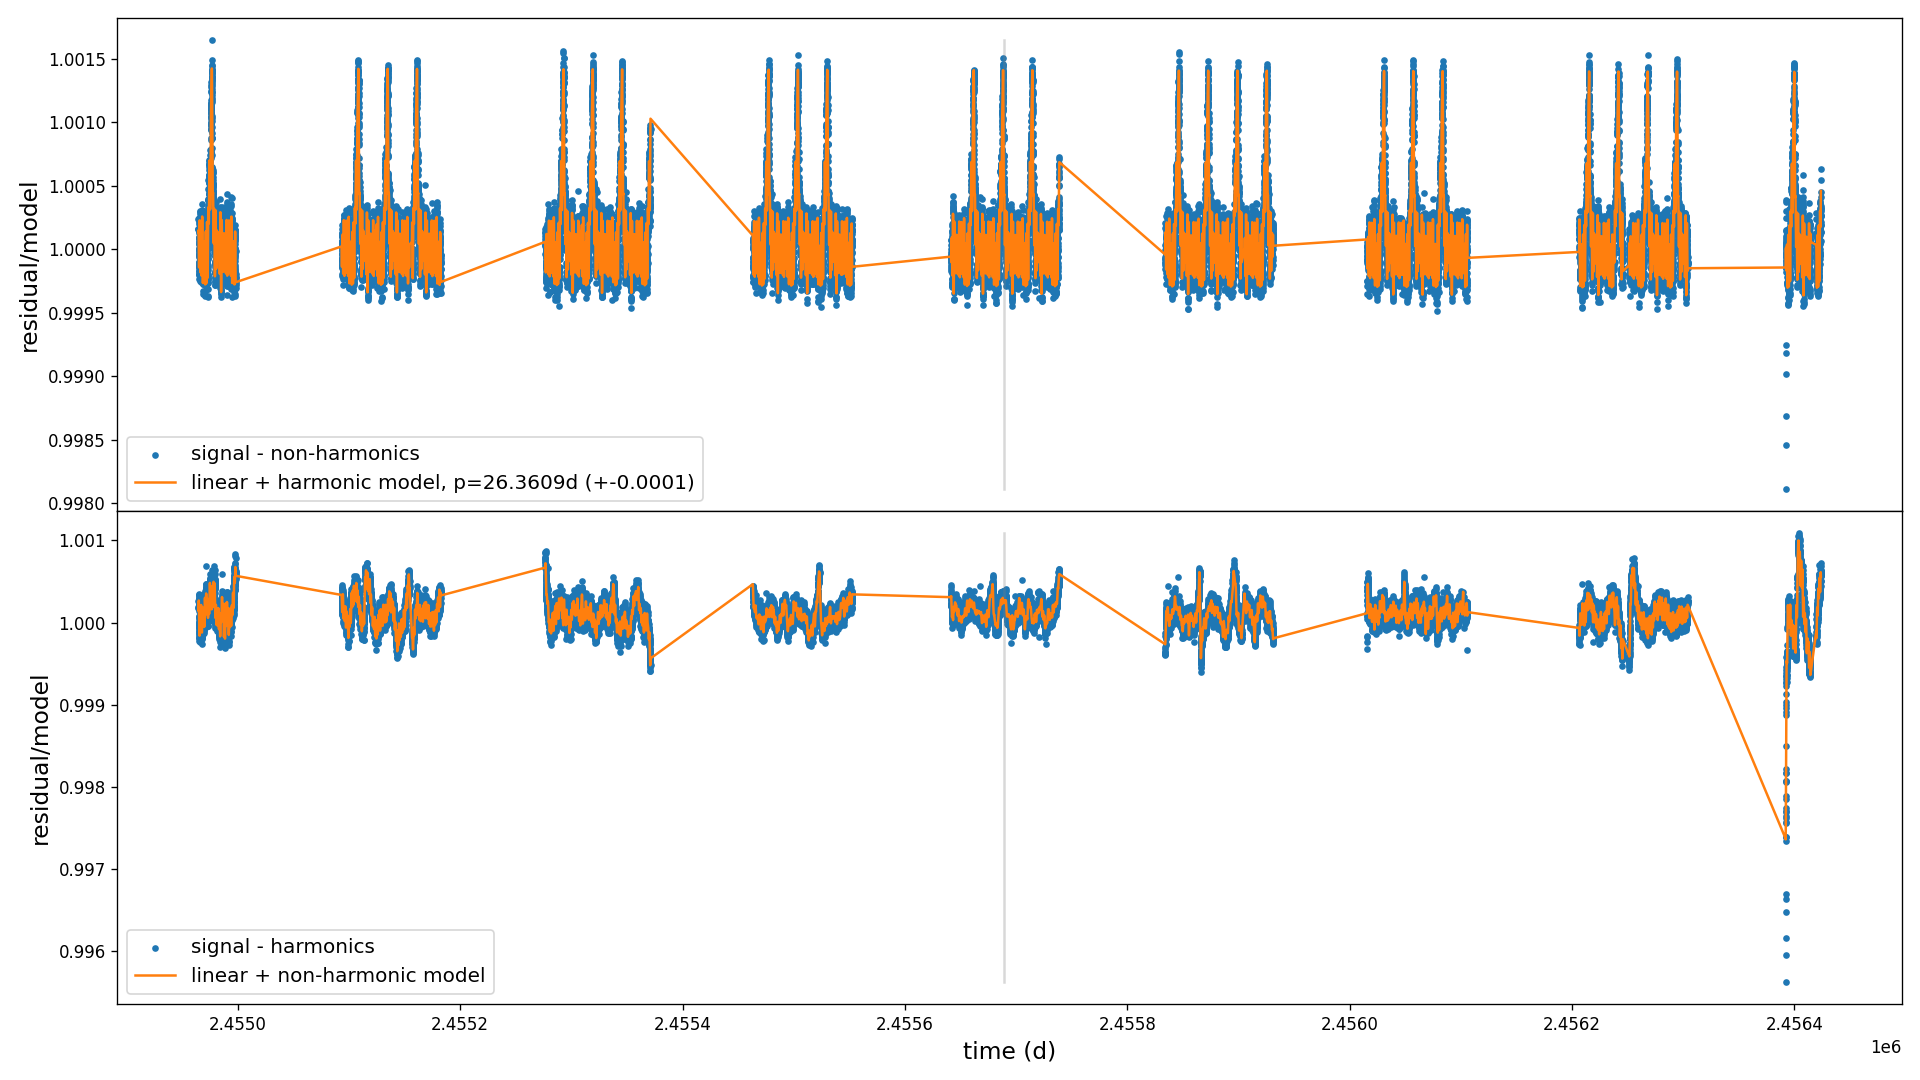 residual/model
1.0015
1.0010
1.0005
1.0000
0.9995
0.9990
0.9985
0.9980
signal - non-harmonics
linear + harmonic model, p=26.3609d (+-0.0001)
residual/model
1.001
1.000
0.999
0.998
0.997
0.996
signal - harmonics
linear + non-harmonic model
2.4550 2.4552 2.4554 2.4556 2.4558 2.4560 2.4562 2.4564
time (d)
1e6